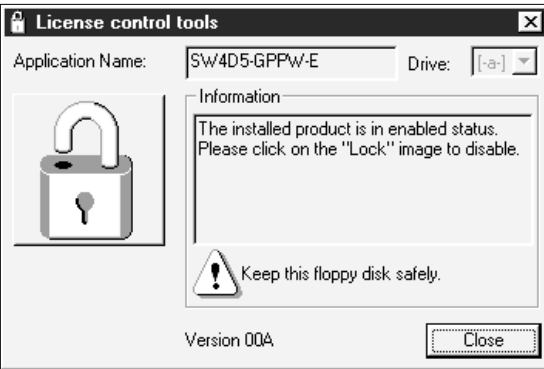 License control tools
Application Name: SW4D5-GPPW-E Drive: [-a-]
Information
The installed product is in enabled status.
Please click on the "Lock" image to disable.
Keep this floppy disk safely.
Version 00A Close